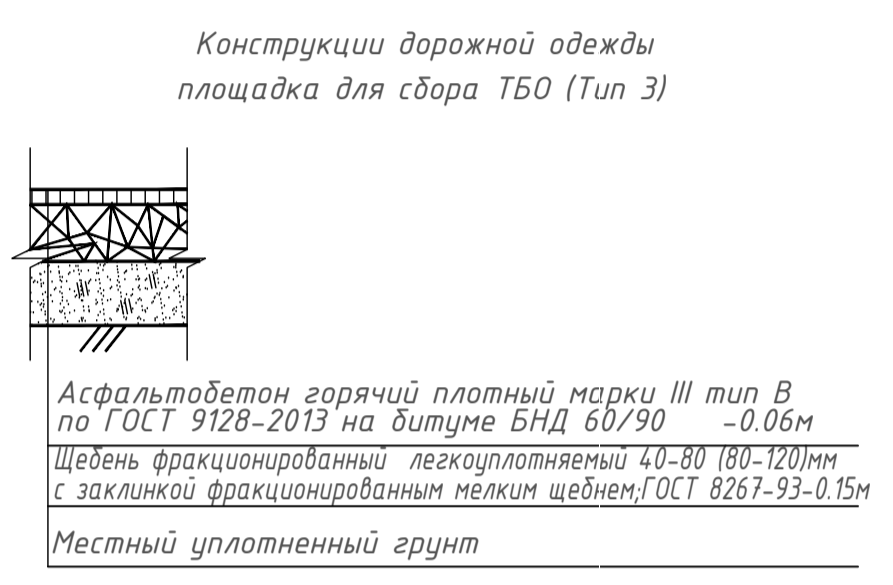 Конструкции дорожной одежды
площадка для сбора ТБО (Тип 3)
Асфальтобетон горячий плотный марки III тип В
по ГОСТ 9128-2013 на битуме БНД 60/90 -0.06м
Щебень фракционированный легкоуплотняемый 40-80 (80-120)мм
с заклинкой фракционированным мелким щебнем;ГОСТ 8267-93-0.15м
Местный уплотненный грунт